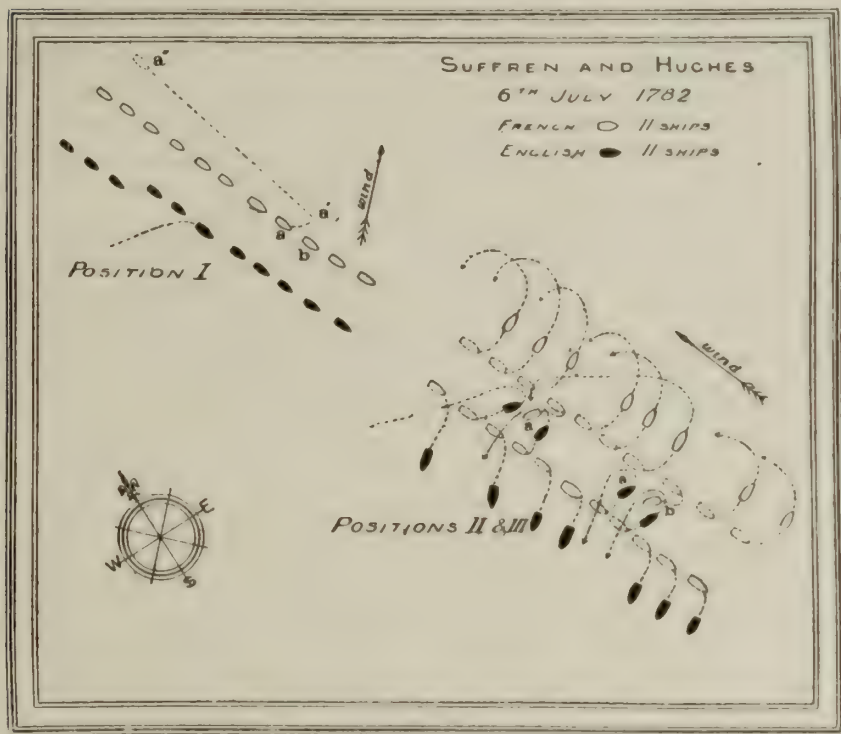 SUFFREN AND HUGHES
6TH JULY 1782
FRENCH 11 SHIPS
ENGLISH 11 SHIPS
a"
a'
a
b
wind
POSITION I
wind
a
a
b
POSITIONS II & III
E
W
S